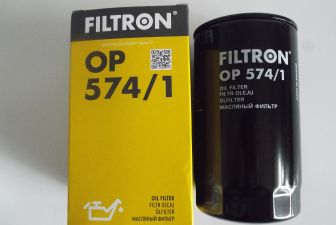 FILTRON®
OP
574/1
OIL FILTER
FILTR OLEJU
ÖLFILTER
МАСЛЯНЫЙ ФИЛЬТР
FILTRON
OP 574/1
OIL FILTER
FILTR OLEJU
ÖLFILTER
МАСЛЯНЫЙ ФИЛЬТР